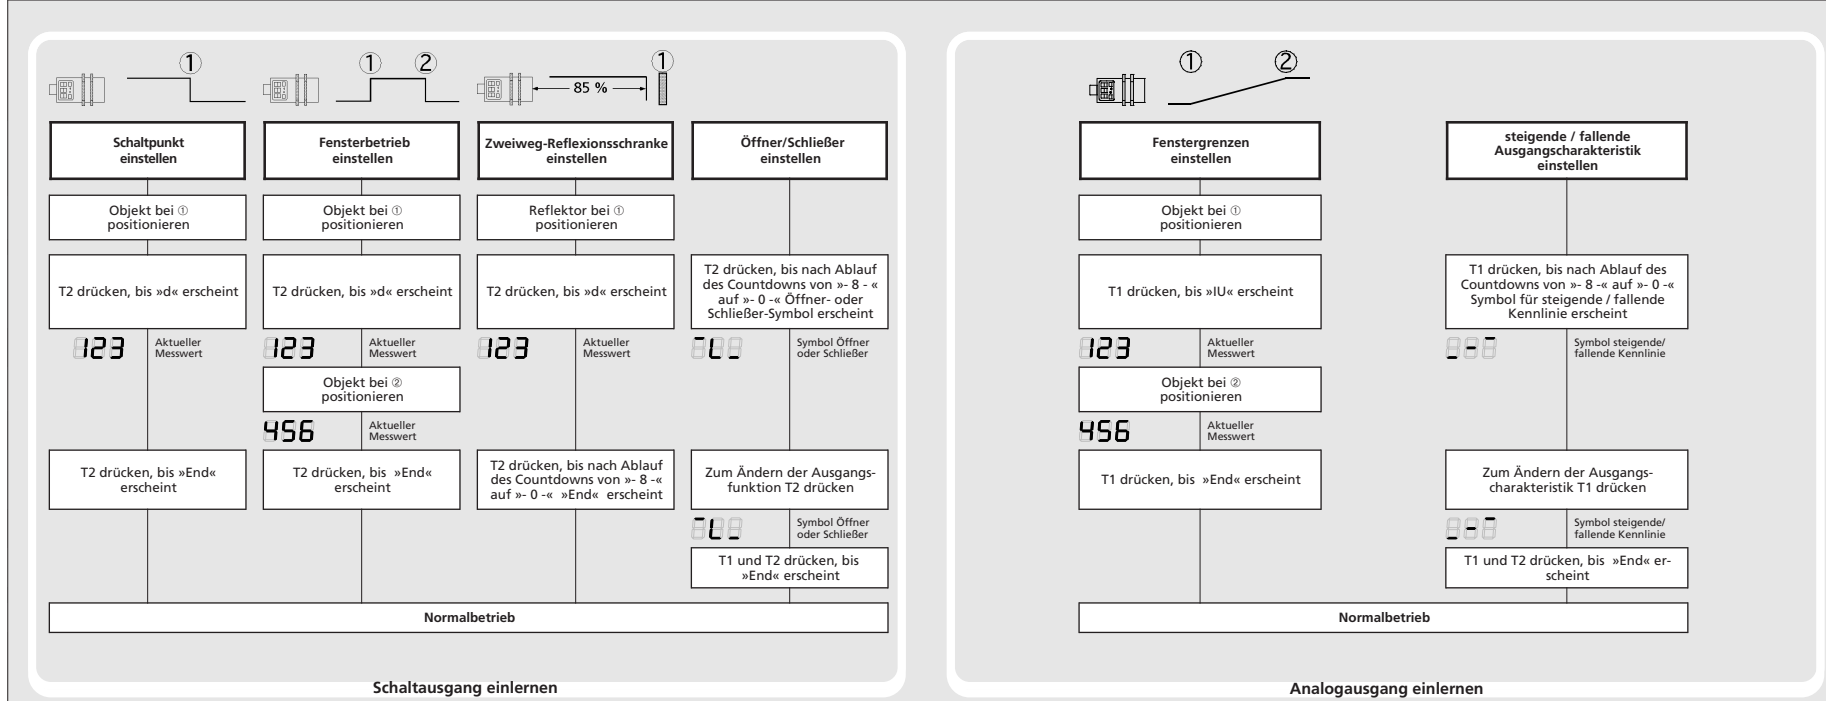 ①
① ②
①
85 %
Schaltpunkt
einstellen
Objekt bei ①
positionieren
T2 drücken, bis »d« erscheint
123
Aktueller
Messwert
T2 drücken, bis »End«
erscheint
Fensterbetrieb
einstellen
Objekt bei ①
positionieren
T2 drücken, bis »d« erscheint
123
Aktueller
Messwert
Objekt bei ②
positionieren
456
Aktueller
Messwert
T2 drücken, bis »End«
erscheint
Zweiweg-Reflexionsschranke
einstellen
Reflektor bei ①
positionieren
T2 drücken, bis »d« erscheint
123
Aktueller
Messwert
T2 drücken, bis nach Ablauf
des Countdowns von »- 8 -«
auf »- 0 -« »End« erscheint
Öffner/Schließer
einstellen
T2 drücken, bis nach Ablauf
des Countdowns von »- 8 - «
auf »- 0 -« Öffner- oder
Schließer-Symbol erscheint
Symbol Öffner
oder Schließer
Zum Ändern der Ausgangs-
funktion T2 drücken
Symbol Öffner
oder Schließer
T1 und T2 drücken, bis
»End« erscheint
Normalbetrieb
Schaltausgang einlernen
① ②
Fenstergrenzen
einstellen
Objekt bei ①
positionieren
T1 drücken, bis »IU« erscheint
123
Aktueller
Messwert
Objekt bei ②
positionieren
456
Aktueller
Messwert
T1 drücken, bis »End« erscheint
steigende / fallende
Ausgangscharakteristik
einstellen
T1 drücken, bis nach Ablauf des
Countdowns von »- 8 -« auf »- 0 -«
Symbol für steigende / fallende
Kennlinie erscheint
Symbol steigende/
fallende Kennlinie
Zum Ändern der Ausgangs-
charakteristik T1 drücken
Symbol steigende/
fallende Kennlinie
T1 und T2 drücken, bis »End« er-
scheint
Normalbetrieb
Analogausgang einlernen